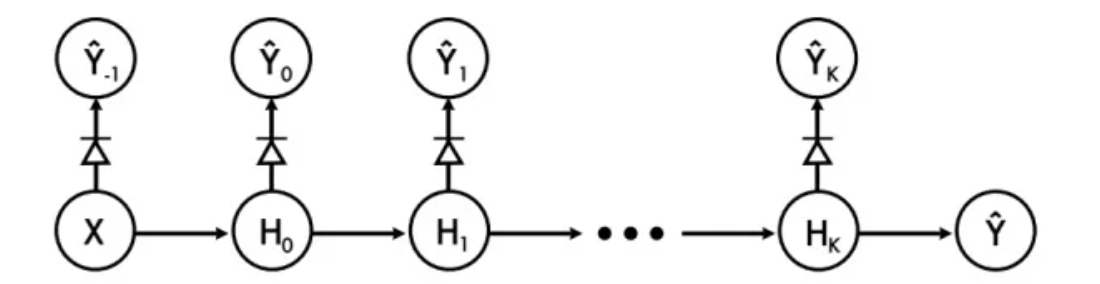 Ŷ-1 Ŷ0 Ŷ1 ŶK
X H0 H1 ••• HK Ŷ